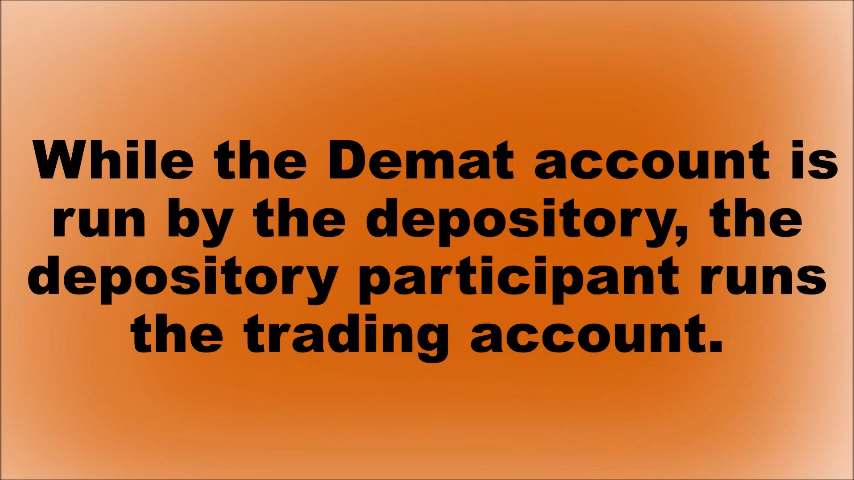 While the Demat account is
run by the depository, the
depository participant runs
the trading account.